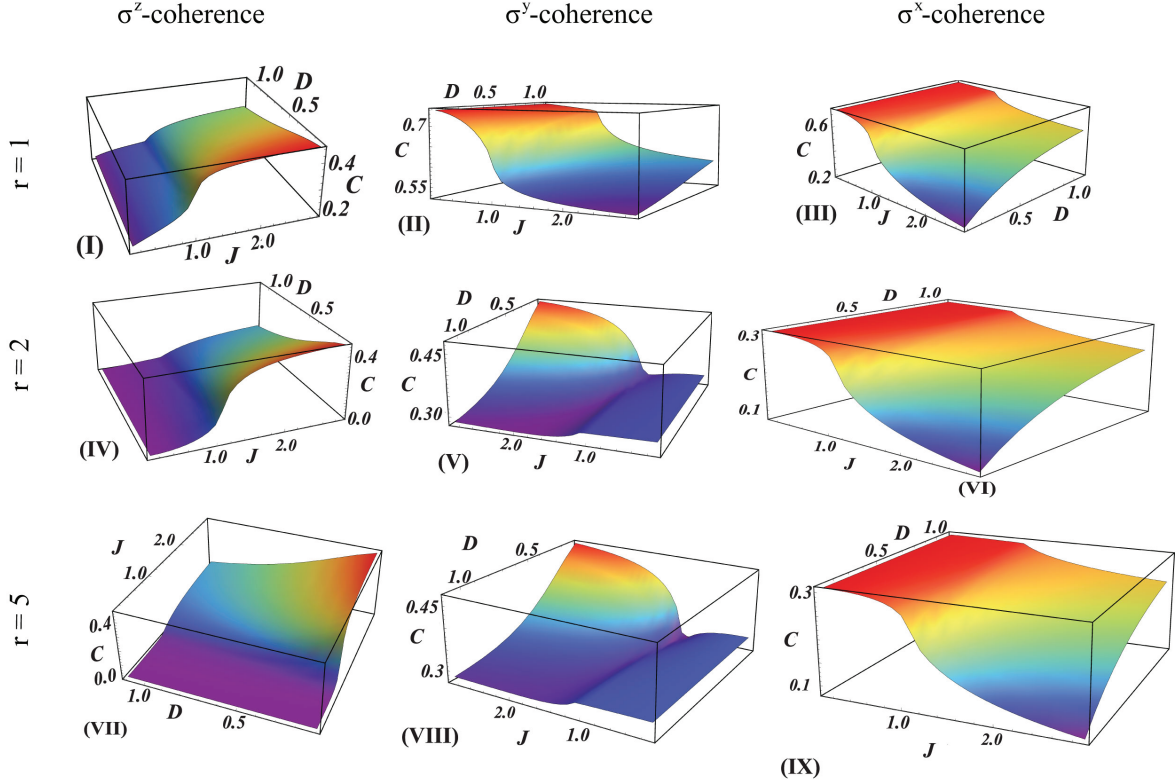 σᶻ-coherence
σʸ-coherence
σˣ-coherence
r = 1
1.0 D
0.5
0.4
C
0.2
2.0
1.0 J
(I)
D 0.5 1.0
0.7
C
0.55
1.0 2.0
(II) J
0.6
C
0.2
1.0
1.0
(III) J 2.0 0.5 D
r = 2
1.0
D
0.5
0.4
C
0.0
2.0
1.0 J
(IV)
D 0.5
1.0
0.45
C
0.30
2.0 1.0
(V) J
D 1.0
0.5
0.3
C
0.1
1.0
J 2.0
(VI)
r = 5
J 2.0
1.0
0.4
C
0.0
1.0
D 0.5
(VII)
D 0.5
1.0
0.45
C
0.3
2.0
J 1.0
(VIII)
D 1.0
0.5
0.3
C
0.1
1.0
2.0
J
(IX)